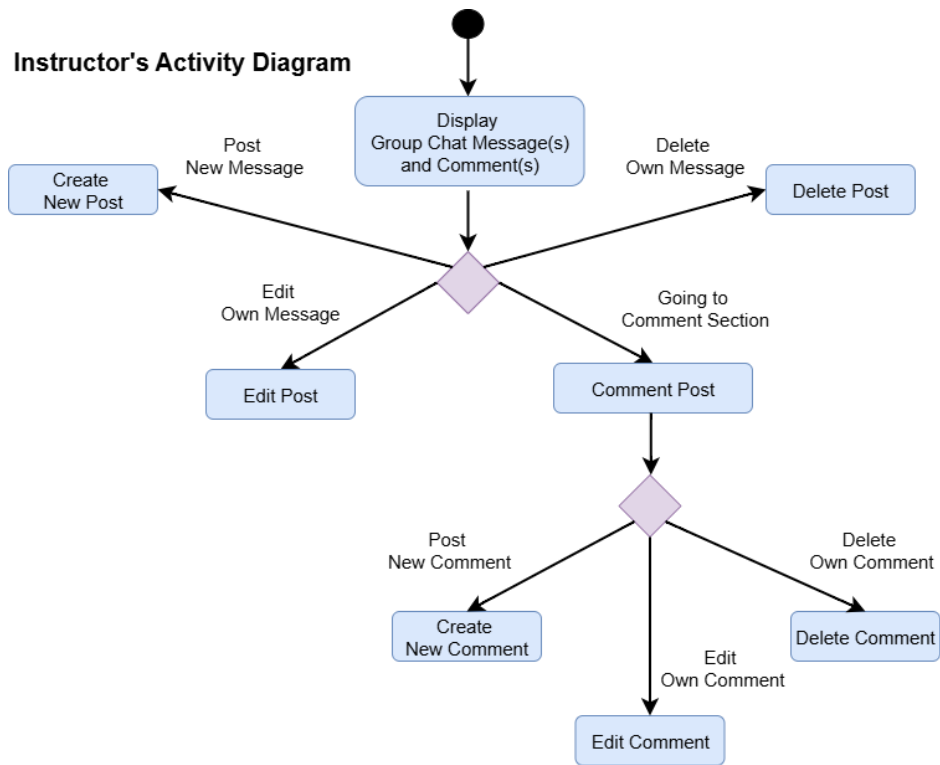 Instructor's Activity Diagram
Display
Group Chat Message(s)
and Comment(s)
Post
New Message
Delete
Own Message
Create
New Post
Delete Post
Edit
Own Message
Going to
Comment Section
Edit Post
Comment Post
Post
New Comment
Delete
Own Comment
Create
New Comment
Delete Comment
Edit
Own Comment
Edit Comment